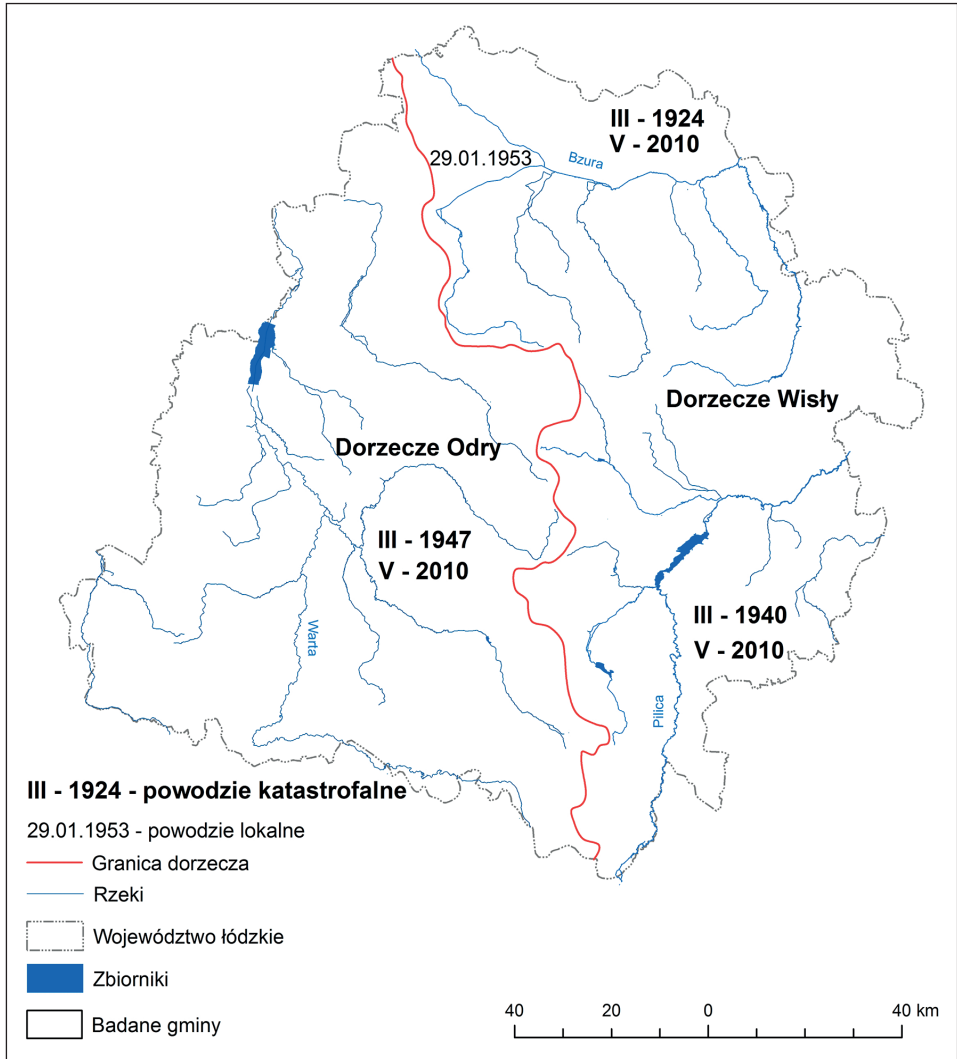 III - 1924
V - 2010
29.01.1953
Bzura
Dorzecze Wisły
Dorzecze Odry
III - 1947
V - 2010
III - 1940
V - 2010
Warta
Pilica
III - 1924 - powodzie katastrofalne
29.01.1953 - powodzie lokalne
Granica dorzecza
Rzeki
Województwo łódzkie
Zbiorniki
Badane gminy
40 20 0 40 km